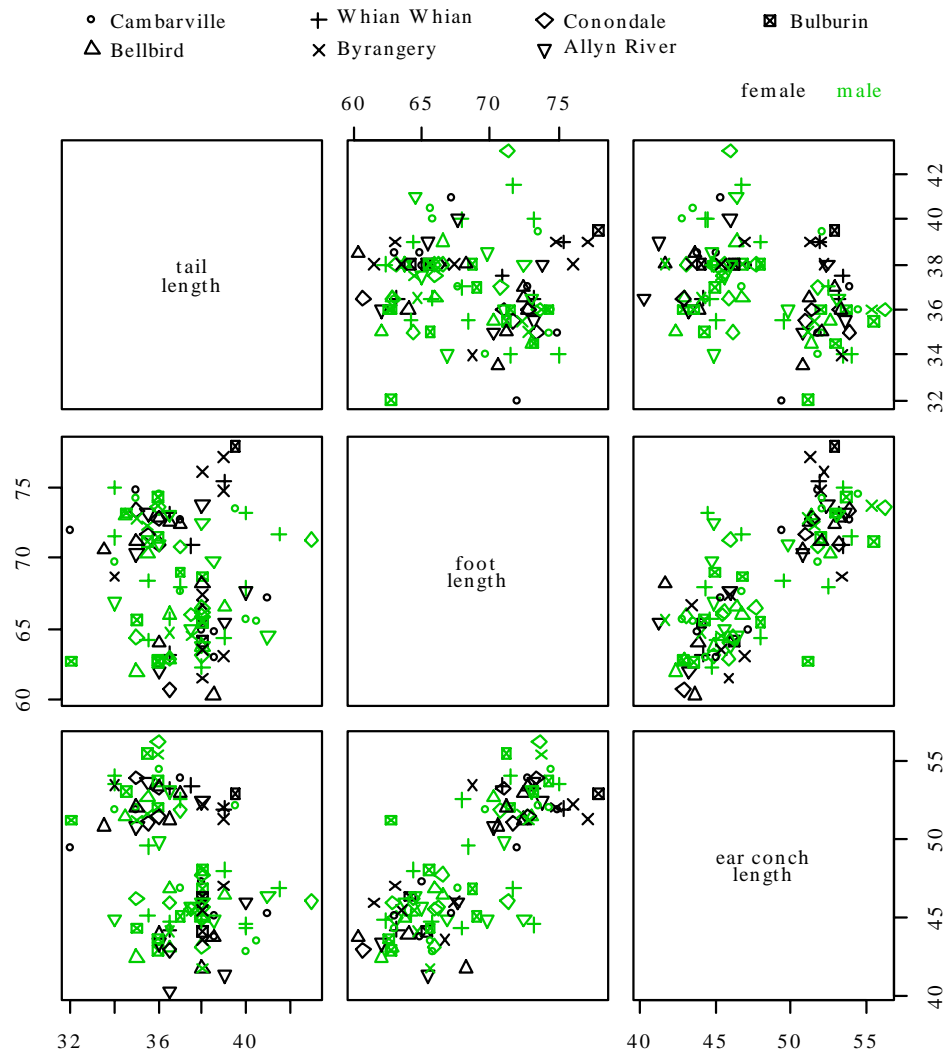 Cambarville Whian Whian Conondale Bulburin
Bellbird Byrangery Allyn River
female male
60 65 70 75
tail
length
32 34 36 38 40 42
60 65 70 75
foot
length
ear conch
length
40 45 50 55
32 36 40
40 45 50 55